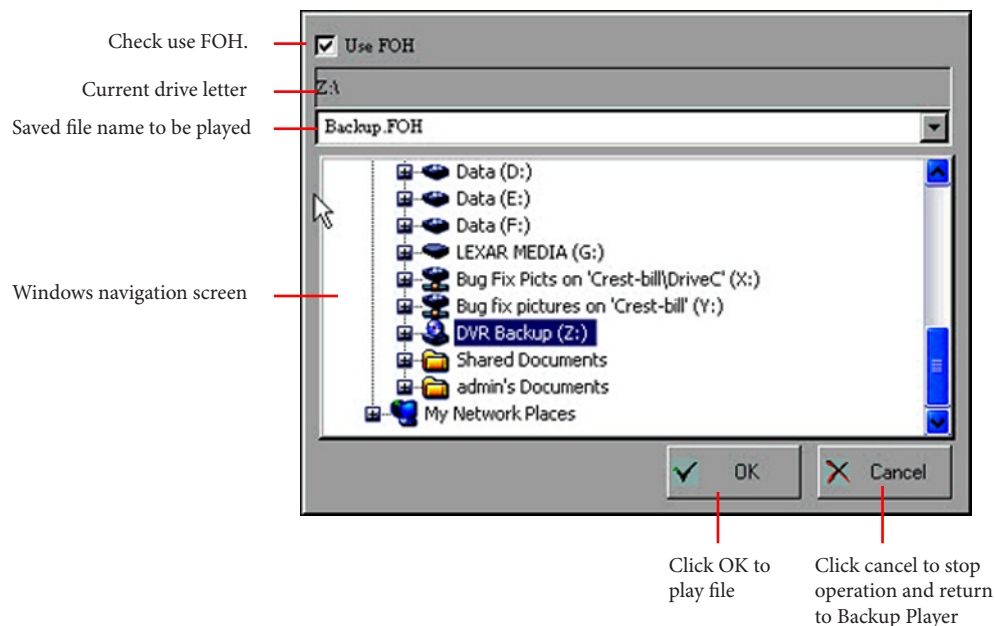 Check use FOH.
Use FOH
Current drive letter
Z:\
Saved file name to be played
Backup.FOH
Data (D:)
Data (E:)
Data (F:)
LEXAR MEDIA (G:)
Bug Fix Picts on 'Crest-bill\DriveC' (X:)
Windows navigation screen
Bug fix pictures on 'Crest-bill' (Y:)
DVR Backup (Z:)
Shared Documents
admin's Documents
My Network Places
OK
Cancel
Click OK to
play file
Click cancel to stop
operation and return
to Backup Player